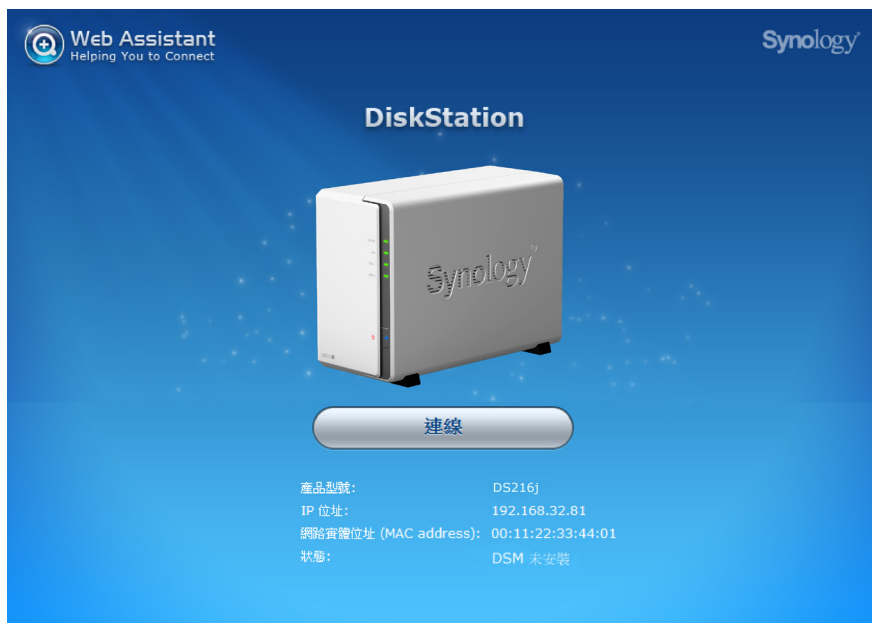 Web Assistant
Helping You to Connect
Synology
DiskStation
Synology
連線
產品型號: DS216j
IP 位址: 192.168.32.81
網路實體位址 (MAC address): 00:11:22:33:44:01
狀態: DSM 未安裝